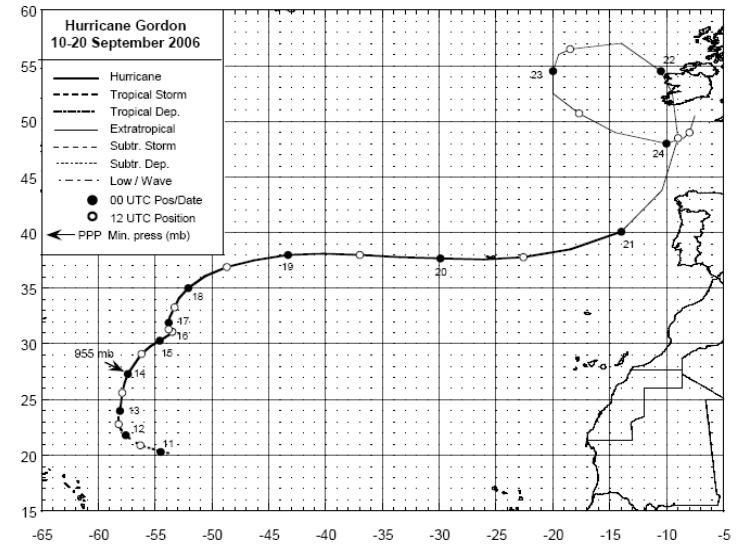 Hurricane Gordon
10-20 September 2006
Hurricane
Tropical Storm
Tropical Dep.
Extratropical
Subtr. Storm
Subtr. Dep.
Low / Wave
00 UTC Pos/Date
12 UTC Position
PPP Min. press (mb)
60
55
50
45
40
35
30
25
20
15
-65 -60 -55 -50 -45 -40 -35 -30 -25 -20 -15 -10 -5
22
23
24
21
20
19
18
17
16
15
955 mb
14
13
12
11